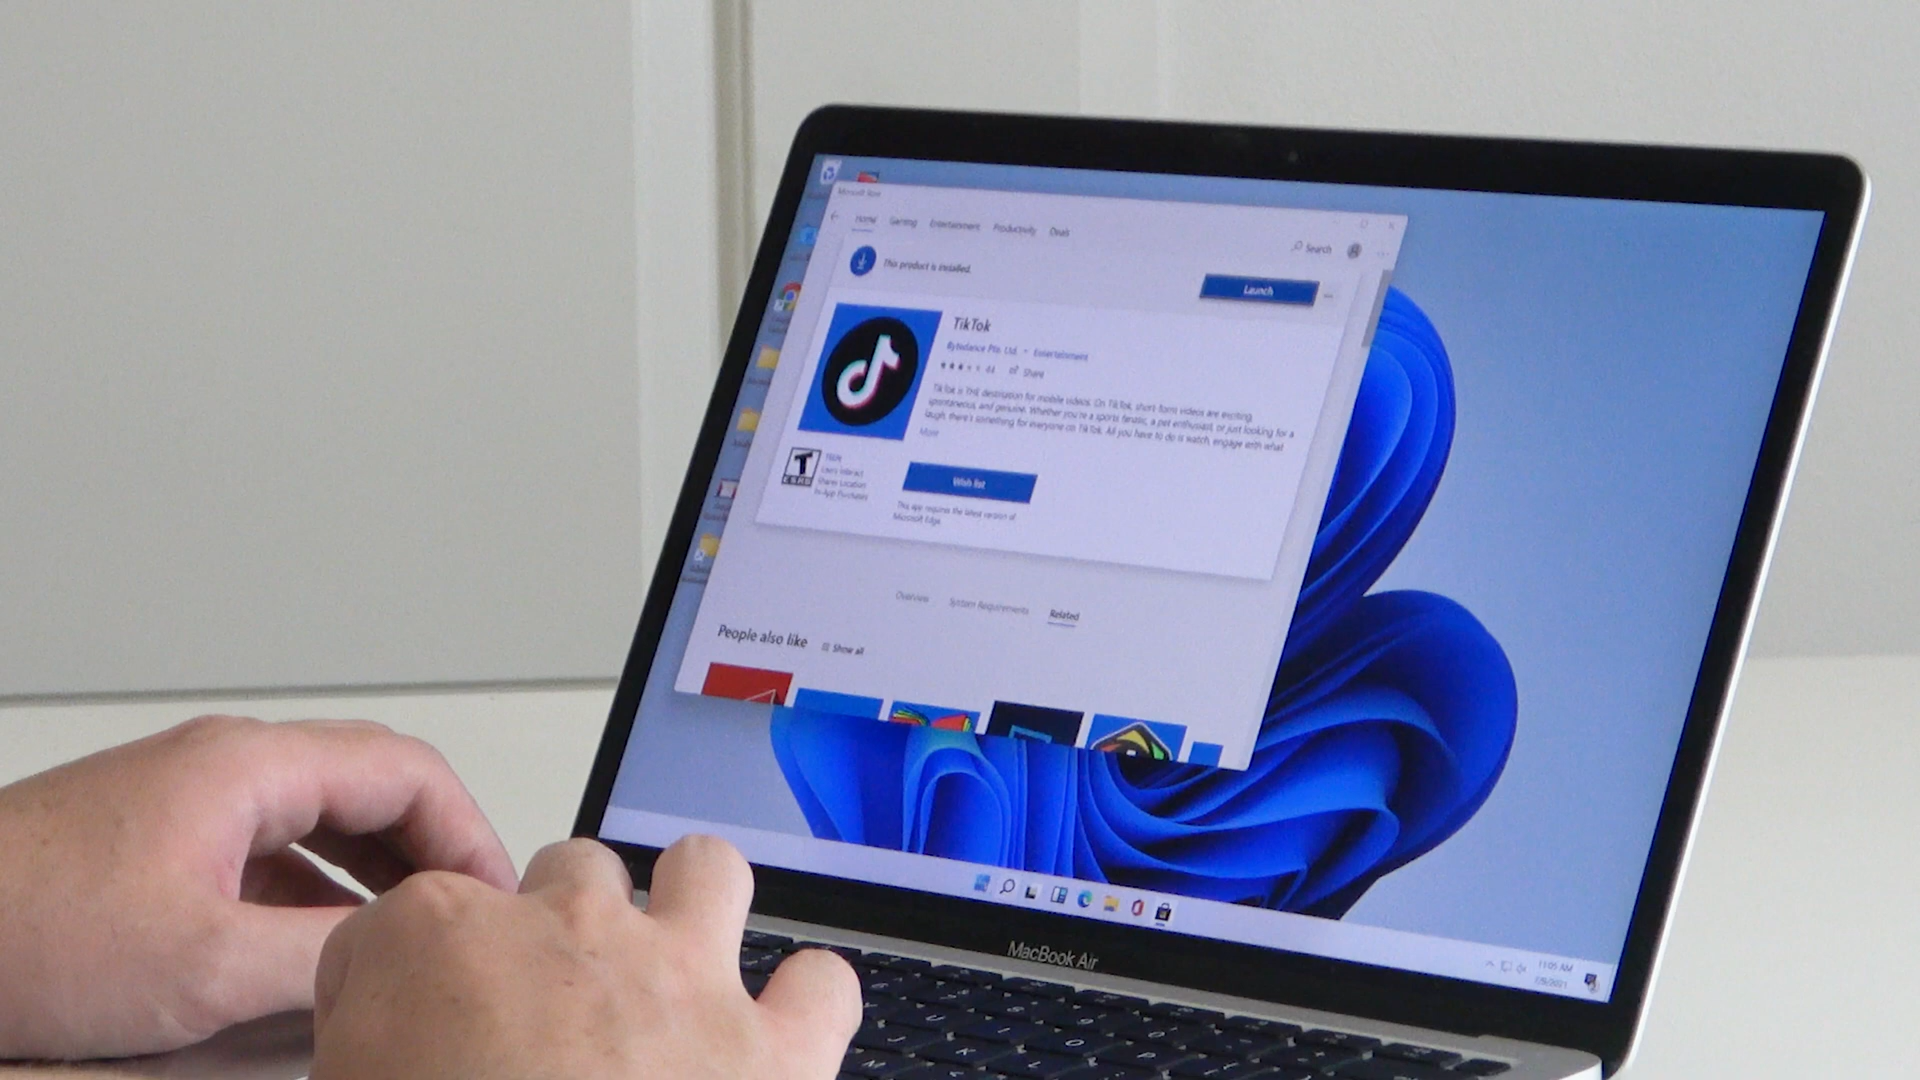 Microsoft Store
Home Gaming Entertainment Productivity Deals
Search
This product is installed.
Launch
TikTok
Bytedance Pte. Ltd. • Entertainment
44 Share
TikTok is THE destination for mobile videos. On TikTok, short-form videos are exciting,
spontaneous, and genuine. Whether you're a sports fanatic, a pet enthusiast, or just looking for a
laugh, there's something for everyone on TikTok. All you have to do is watch, engage with what
More
T
ESRB
TEEN
Users Interact
Shares Location
In-App Purchases
Wish list
This app requires the latest version of
Microsoft Edge.
Overview System Requirements Related
People also like Show all
11:05 AM
MacBook Air
U I O P
J K L
M